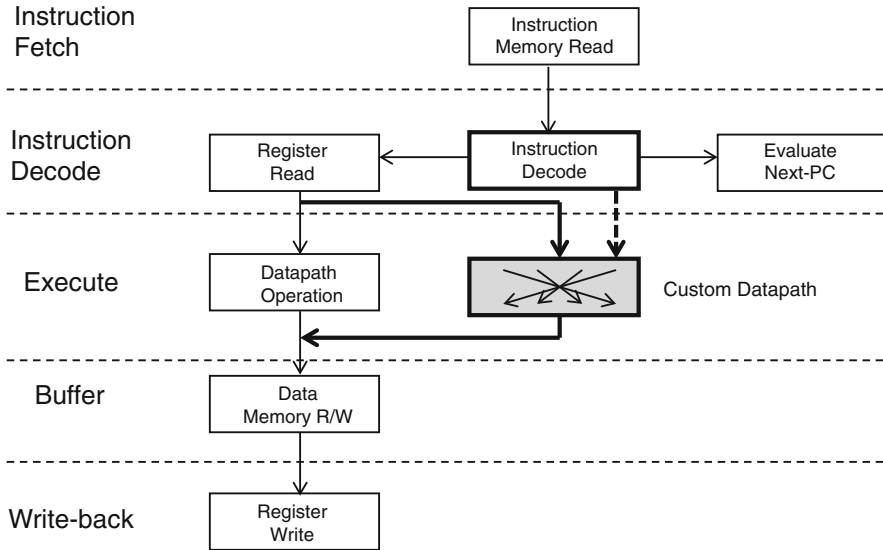 Instruction
Fetch
Instruction
Memory Read
Instruction
Decode
Register
Read
Instruction
Decode
Evaluate
Next-PC
Execute
Datapath
Operation
Custom Datapath
Buffer
Data
Memory R/W
Write-back
Register
Write